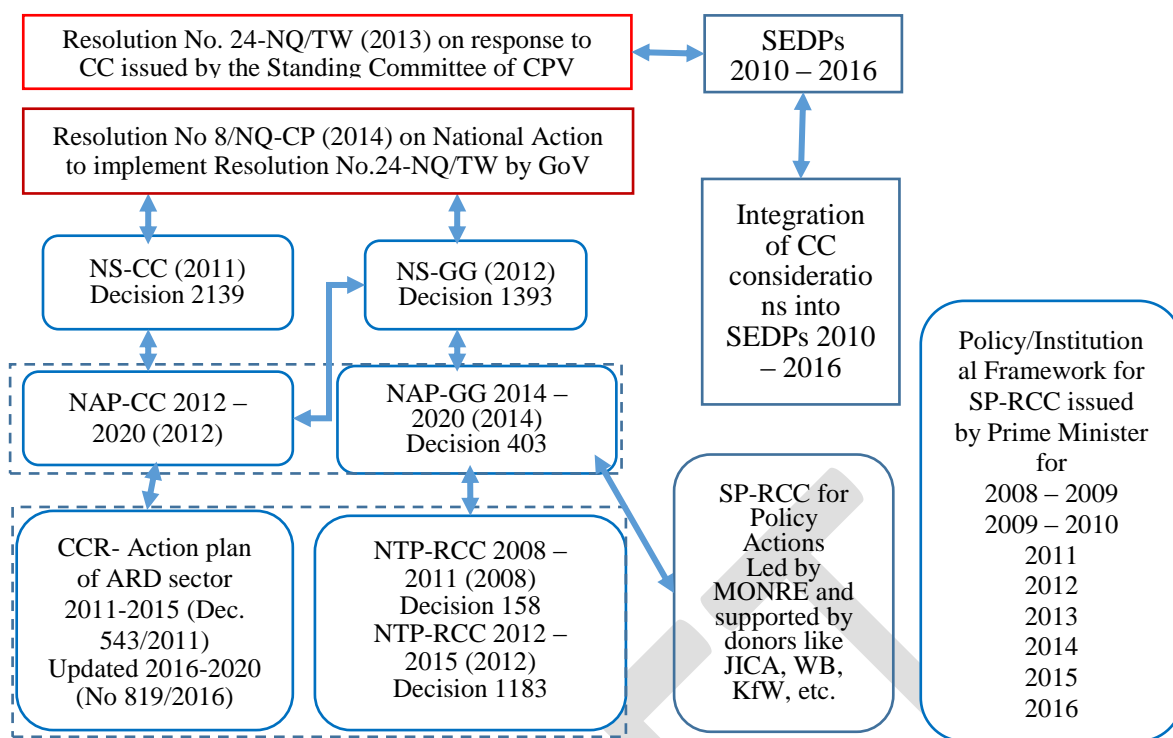 Resolution No. 24-NQ/TW (2013) on response to
CC issued by the Standing Committee of CPV
SEDPs
2010 – 2016
Resolution No 8/NQ-CP (2014) on National Action
to implement Resolution No.24-NQ/TW by GoV
Integration
of CC
consideratio
ns into
SEDPs 2010
– 2016
NS-CC (2011)
Decision 2139
NS-GG (2012)
Decision 1393
NAP-CC 2012 –
2020 (2012)
NAP-GG 2014 –
2020 (2014)
Decision 403
Policy/Institution
al Framework for
SP-RCC issued
by Prime Minister
for
2008 – 2009
2009 – 2010
2011
2012
2013
2014
2015
2016
CCR- Action plan
of ARD sector
2011-2015 (Dec.
543/2011)
Updated 2016-2020
(No 819/2016)
NTP-RCC 2008 –
2011 (2008)
Decision 158
NTP-RCC 2012 –
2015 (2012)
Decision 1183
SP-RCC for
Policy
Actions
Led by
MONRE and
supported by
donors like
JICA, WB,
KfW, etc.